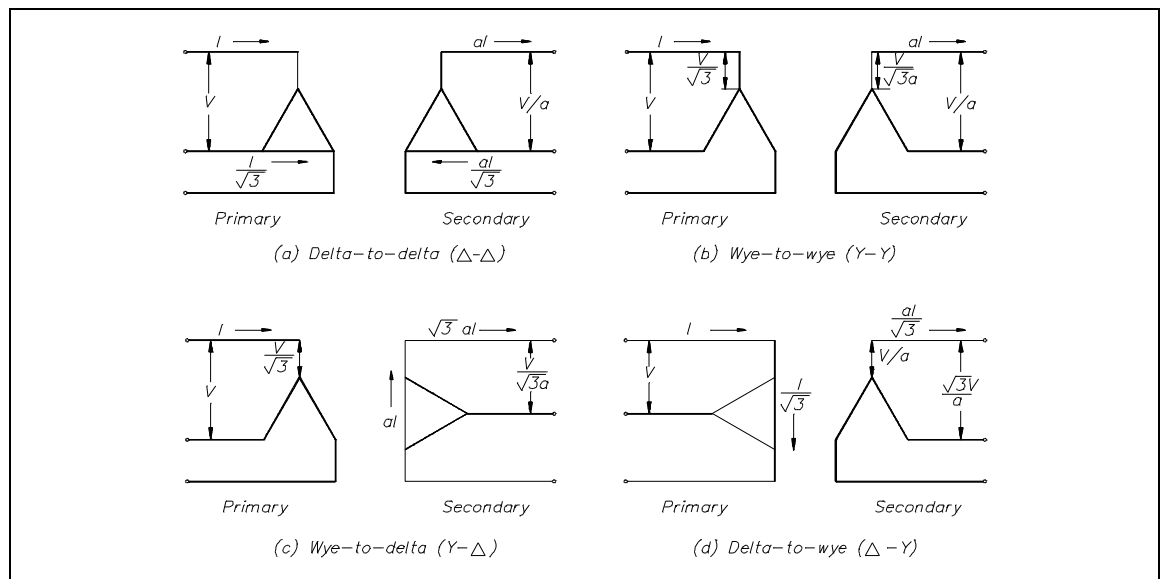 I
aI
V
V/a
I/√3
aI/√3
Primary
Secondary
(a) Delta-to-delta (△-△)
I
aI
V/√3
V/√3a
V
V/a
Primary
Secondary
(b) Wye-to-wye (Y-Y)
I
√3 aI
V/√3
V
V/√3a
aI
Primary
Secondary
(c) Wye-to-delta (Y-△)
I
aI/√3
V/a
V
I/√3
√3V/a
Primary
Secondary
(d) Delta-to-wye (△-Y)